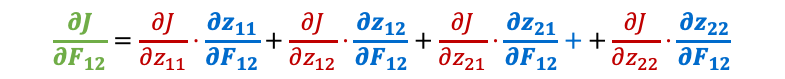 ∂J/∂F₁₂ = ∂J/∂z₁₁ · ∂z₁₁/∂F₁₂ + ∂J/∂z₁₂ · ∂z₁₂/∂F₁₂ + ∂J/∂z₂₁ · ∂z₂₁/∂F₁₂ + + ∂J/∂z₂₂ · ∂z₂₂/∂F₁₂